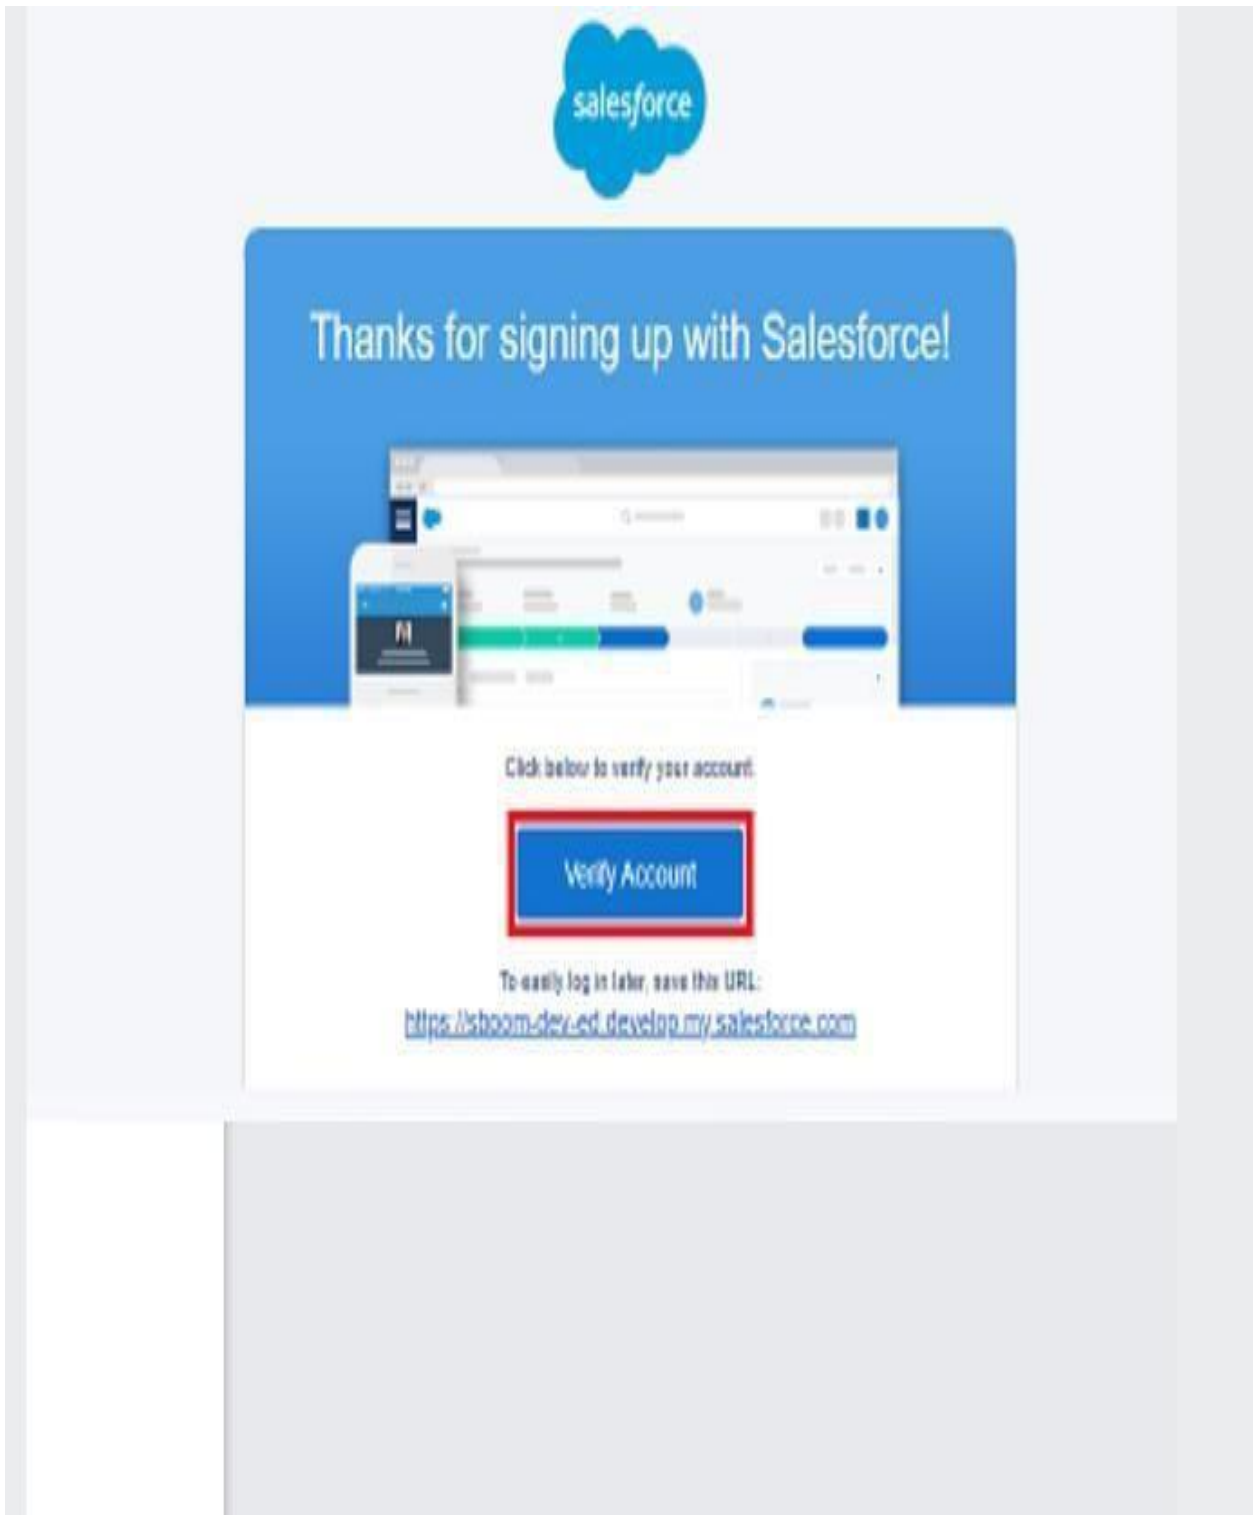 salesforce
Thanks for signing up with Salesforce!
Click below to verify your account.
Verify Account
To easily log in later, save this URL:
https://sboom-dev-ed.develop.my.salesforce.com